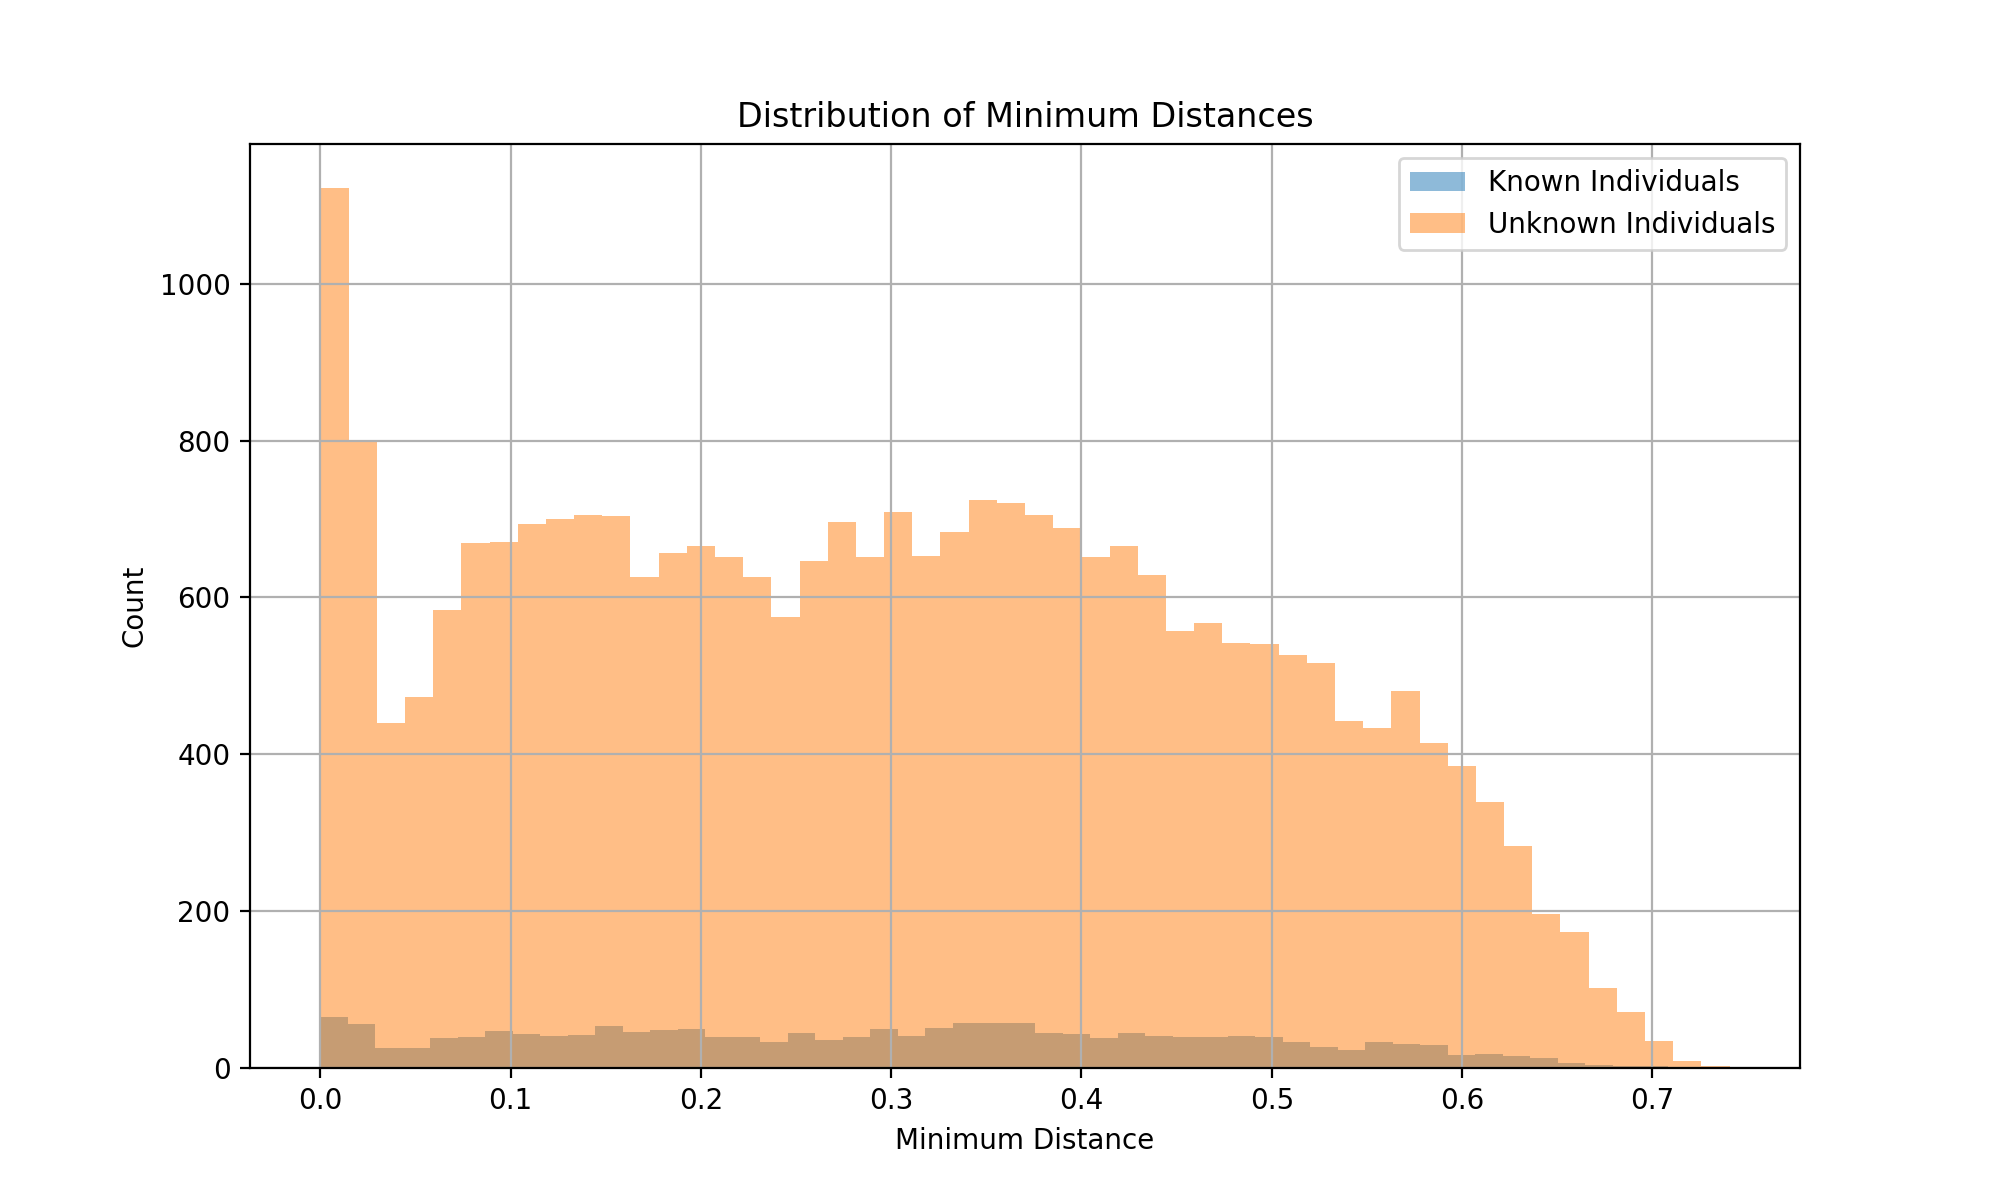 Distribution of Minimum Distances
Known Individuals
Unknown Individuals
1000
800
600
400
200
0
Count
0.0 0.1 0.2 0.3 0.4 0.5 0.6 0.7
Minimum Distance